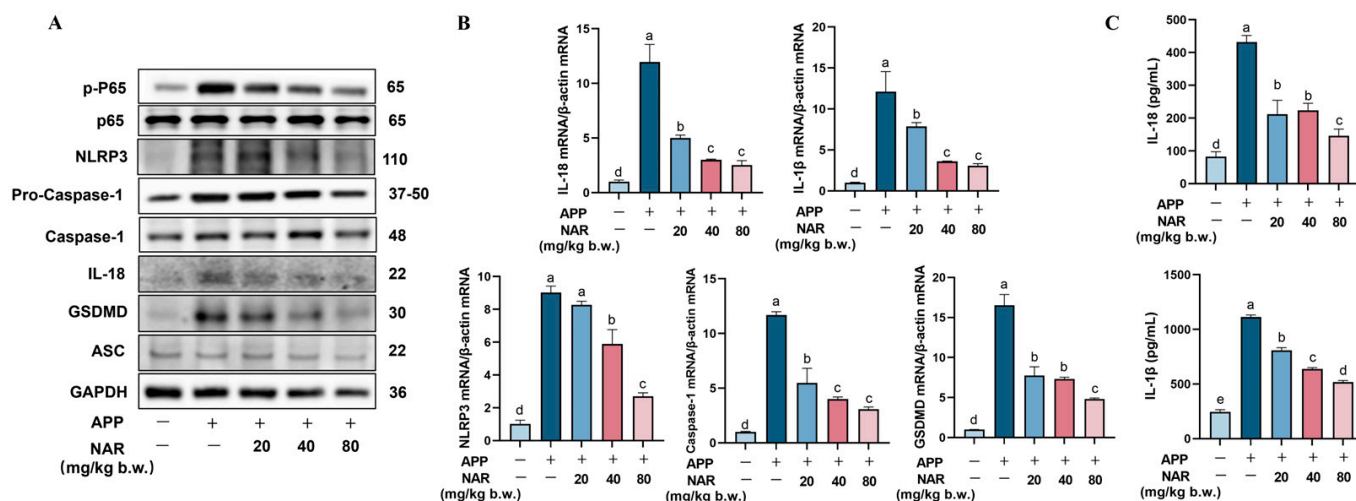 A
p-P65 65
p65 65
NLRP3 110
Pro-Caspase-1 37-50
Caspase-1 48
IL-18 22
GSDMD 30
ASC 22
GAPDH 36
APP — + + + +
NAR — — 20 40 80
(mg/kg b.w.)
B
IL-18 mRNA/β-actin mRNA
15
10
5
0
d a b c c
APP — + + + +
NAR — — 20 40 80
(mg/kg b.w.)
IL-1β mRNA/β-actin mRNA
20
15
10
5
0
d a b c c
APP — + + + +
NAR — — 20 40 80
(mg/kg b.w.)
NLRP3 mRNA/β-actin mRNA
10
8
6
4
2
0
d a a b c
APP — + + + +
NAR — — 20 40 80
(mg/kg b.w.)
Caspase-1 mRNA/β-actin mRNA
15
10
5
0
d a b c c
APP — + + + +
NAR — — 20 40 80
(mg/kg b.w.)
GSDMD mRNA/β-actin mRNA
20
15
10
5
0
d a b b c
APP — + + + +
NAR — — 20 40 80
(mg/kg b.w.)
C
IL-18 (pg/mL)
500
400
300
200
100
0
d a b b c
APP — + + + +
NAR — — 20 40 80
(mg/kg b.w.)
IL-1β (pg/mL)
1500
1000
500
0
e a b c d
APP — + + + +
NAR — — 20 40 80
(mg/kg b.w.)